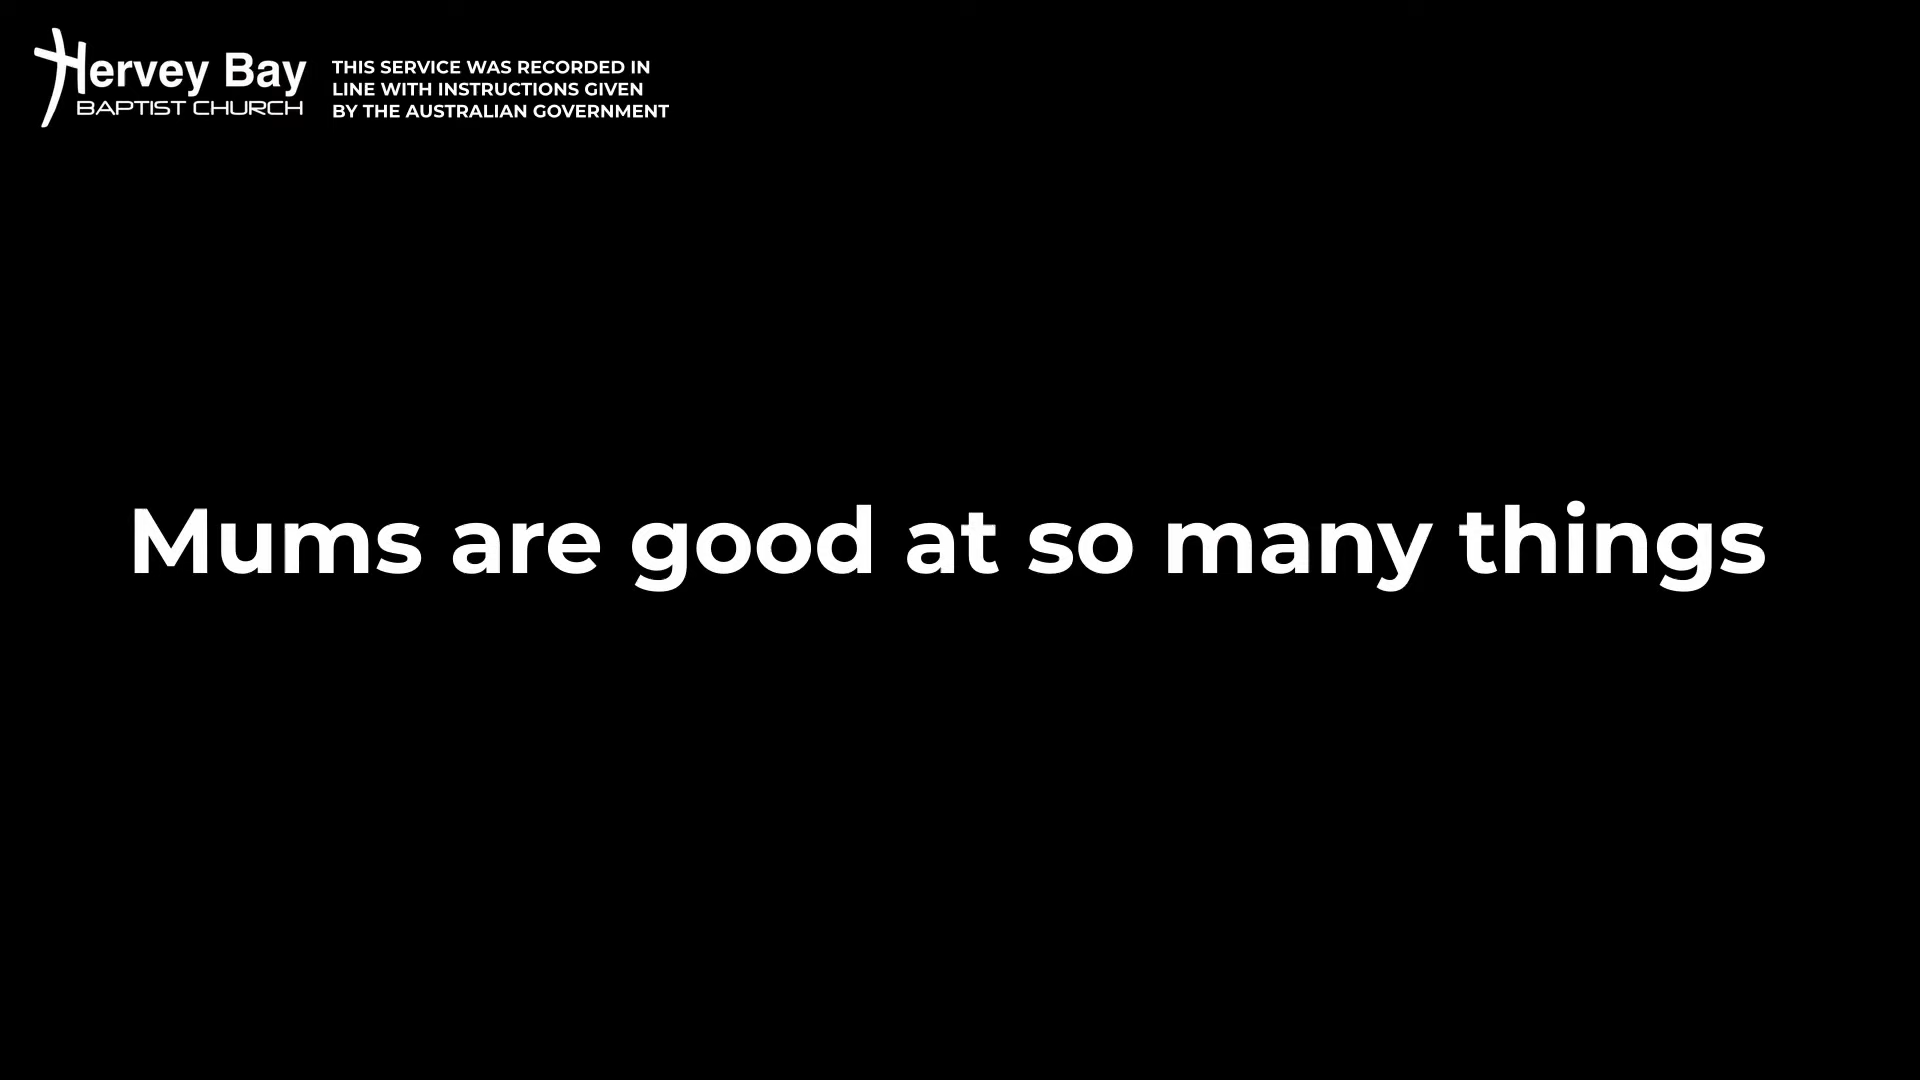 Hervey Bay
BAPTIST CHURCH
THIS SERVICE WAS RECORDED IN
LINE WITH INSTRUCTIONS GIVEN
BY THE AUSTRALIAN GOVERNMENT
Mums are good at so many things